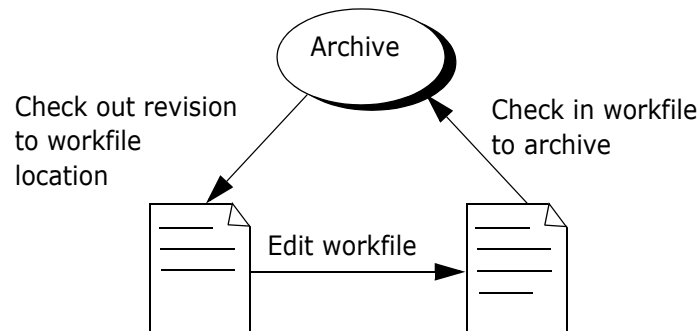 Archive
Check out revision
to workfile
location
Check in workfile
to archive
Edit workfile